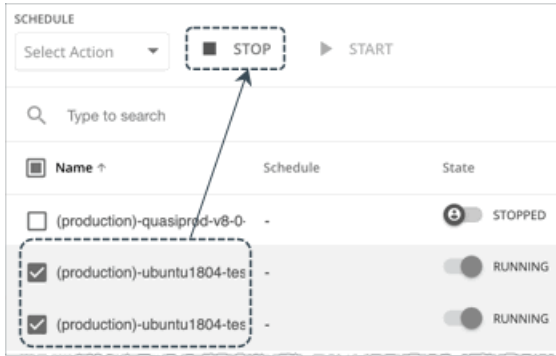 SCHEDULE
Select Action STOP START
Type to search
Name ↑ Schedule State
(production)-quasiprod-v8-0- - STOPPED
(production)-ubuntu1804-tes - RUNNING
(production)-ubuntu1804-tes - RUNNING